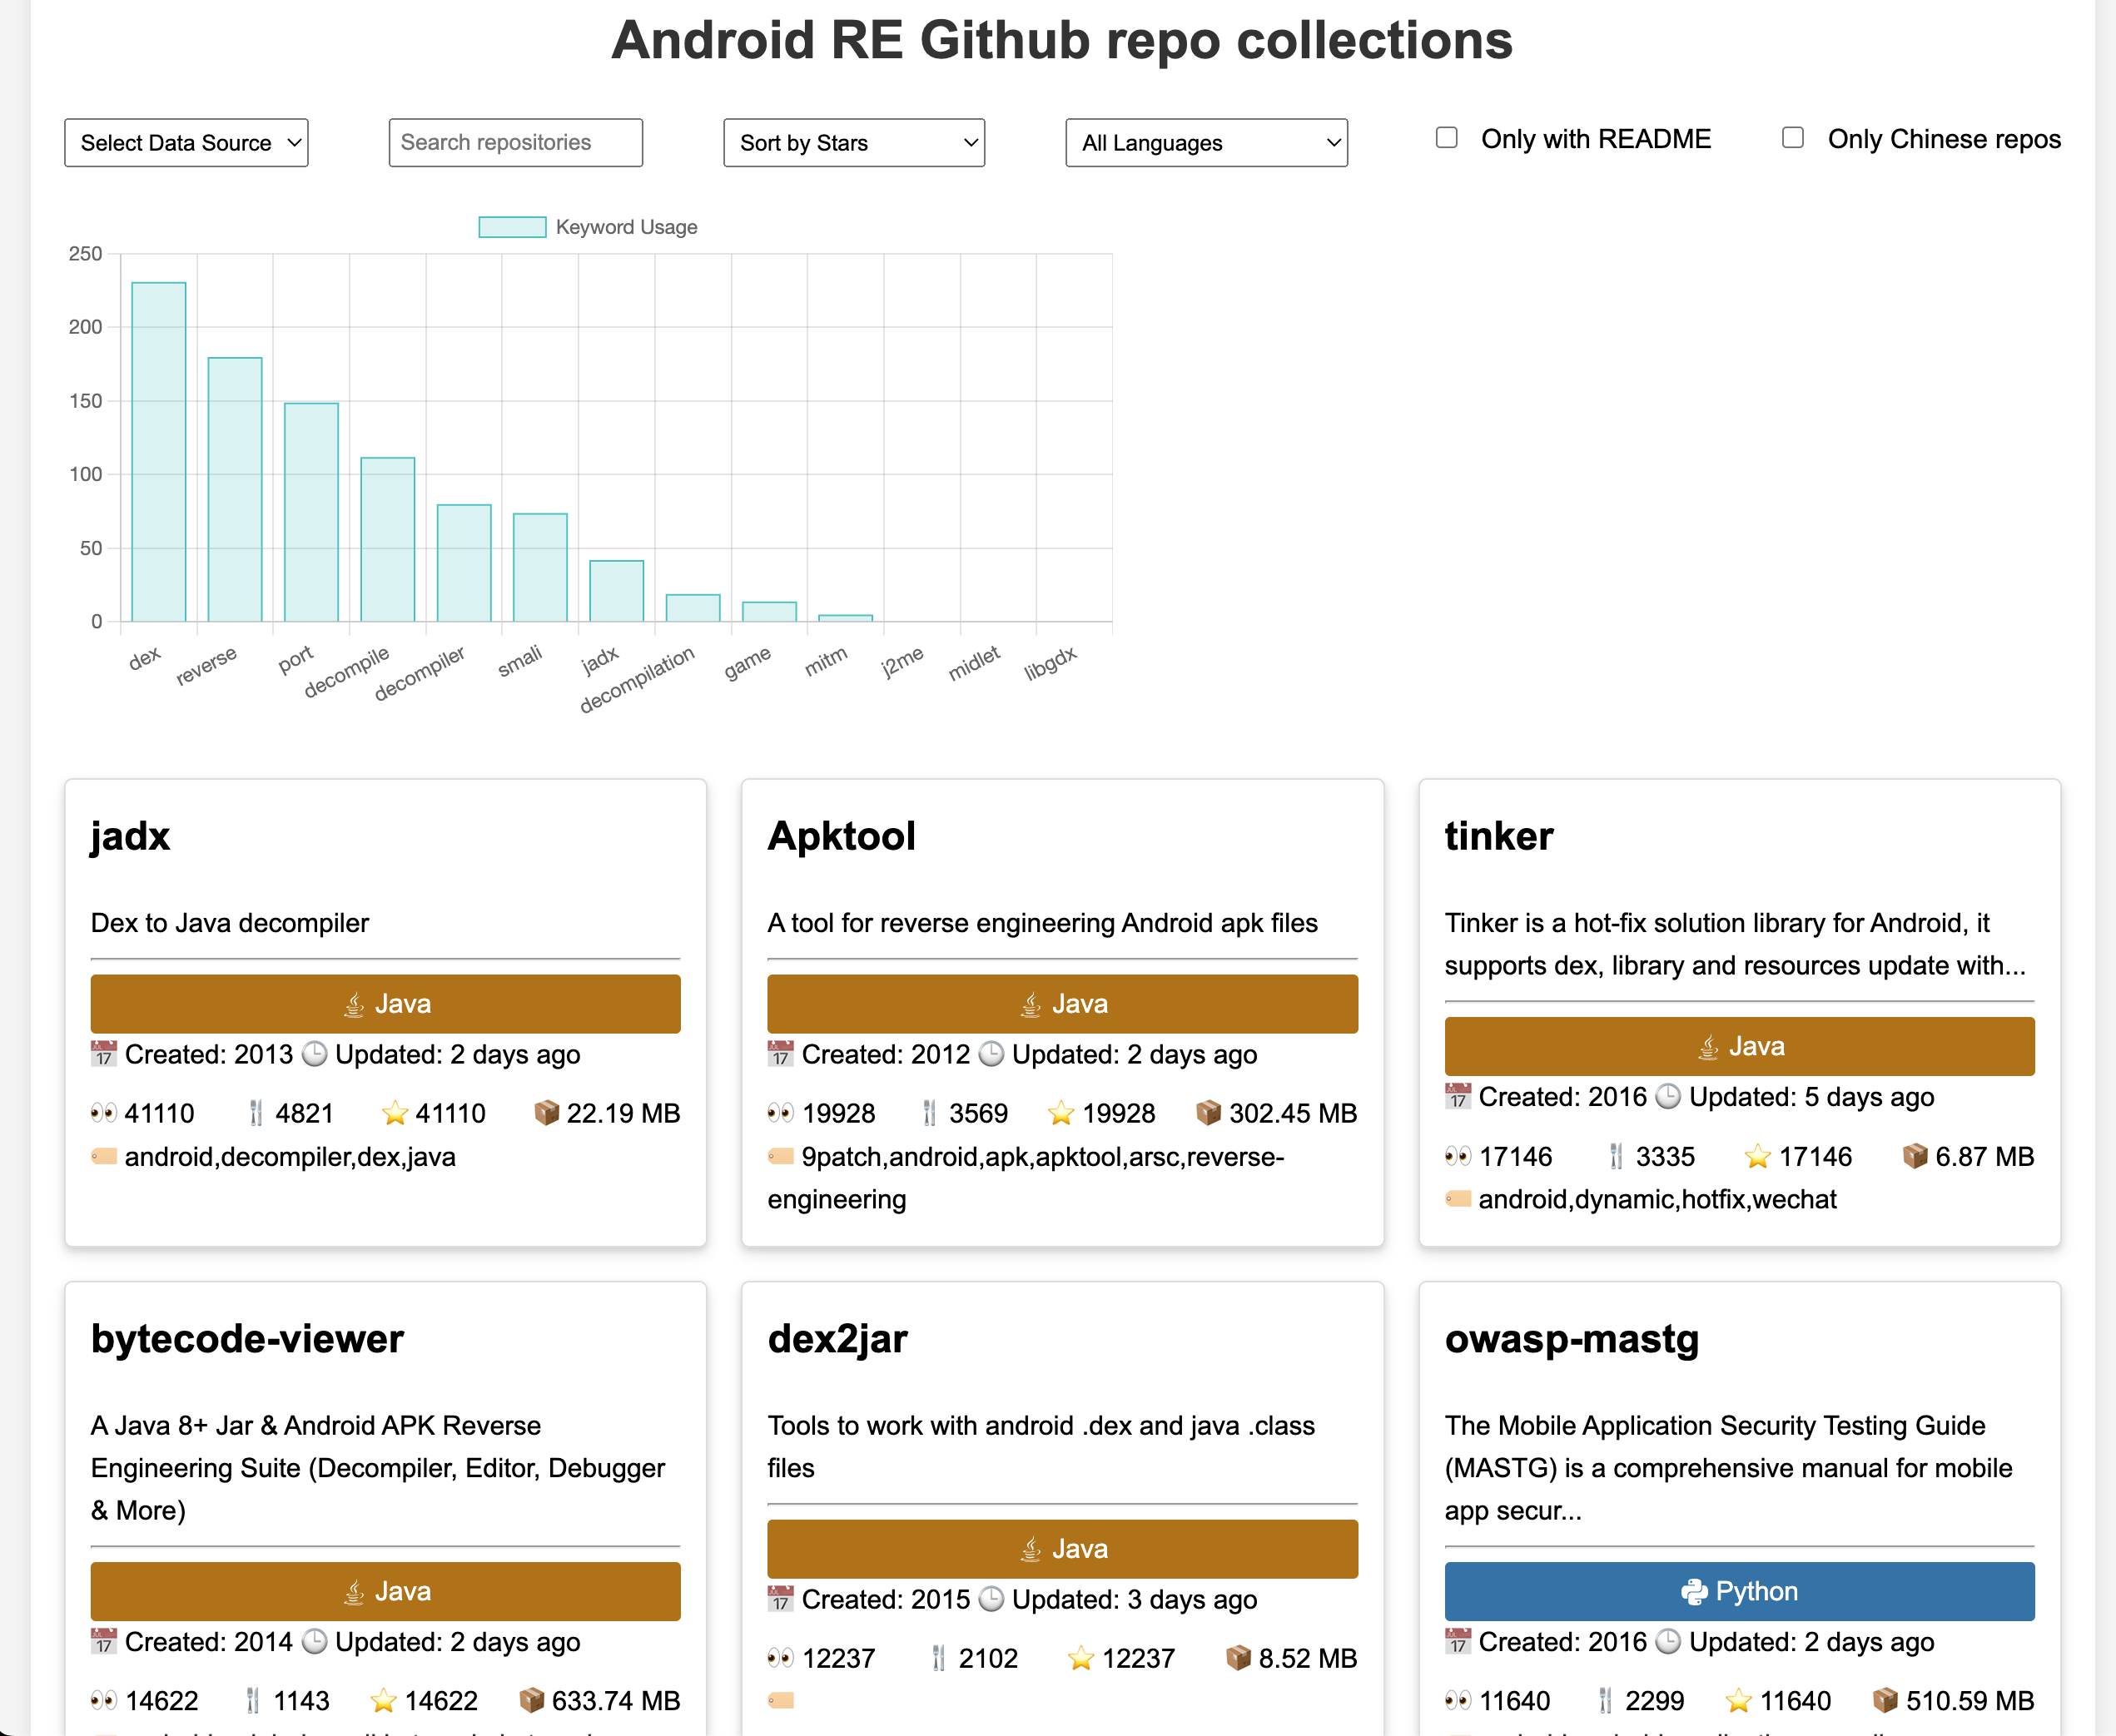 Android RE Github repo collections
Select Data Source
Search repositories
Sort by Stars
All Languages
Only with README
Only Chinese repos
Keyword Usage
250
200
150
100
50
0
dex
reverse
port
decompile
decompiler
smali
jadx
decompilation
game
mitm
j2me
midlet
libgdx
jadx
Dex to Java decompiler
Java
Created: 2013 Updated: 2 days ago
41110 4821 41110 22.19 MB
android,decompiler,dex,java
Apktool
A tool for reverse engineering Android apk files
Java
Created: 2012 Updated: 2 days ago
19928 3569 19928 302.45 MB
9patch,android,apk,apktool,arsc,reverse-
engineering
tinker
Tinker is a hot-fix solution library for Android, it
supports dex, library and resources update with...
Java
Created: 2016 Updated: 5 days ago
17146 3335 17146 6.87 MB
android,dynamic,hotfix,wechat
bytecode-viewer
A Java 8+ Jar & Android APK Reverse
Engineering Suite (Decompiler, Editor, Debugger
& More)
Java
Created: 2014 Updated: 2 days ago
14622 1143 14622 633.74 MB
dex2jar
Tools to work with android .dex and java .class
files
Java
Created: 2015 Updated: 3 days ago
12237 2102 12237 8.52 MB
owasp-mastg
The Mobile Application Security Testing Guide
(MASTG) is a comprehensive manual for mobile
app secur...
Python
Created: 2016 Updated: 2 days ago
11640 2299 11640 510.59 MB